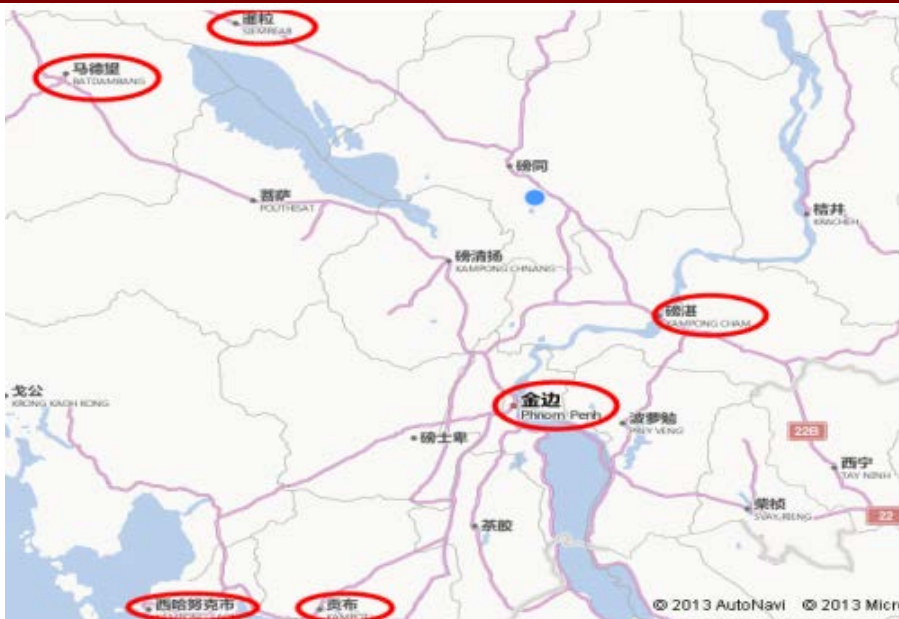 暹粒
SIEMREAB
马德望
BATDAMBANG
磅同
菩萨
POUTHISAT
桔井
KRACHEH
磅清扬
KAMPONG CHNANG
磅湛
KAMPONG CHAM
戈公
KRONG KAOH KONG
金边
Phnom Penh
波萝勉
PREY VENG
22B
磅士卑
西宁
TAY NINH
柴桢
SVAY RIENG
22
茶胶
西哈努克市
贡布
KAMPOT
© 2013 AutoNavi © 2013 Micr